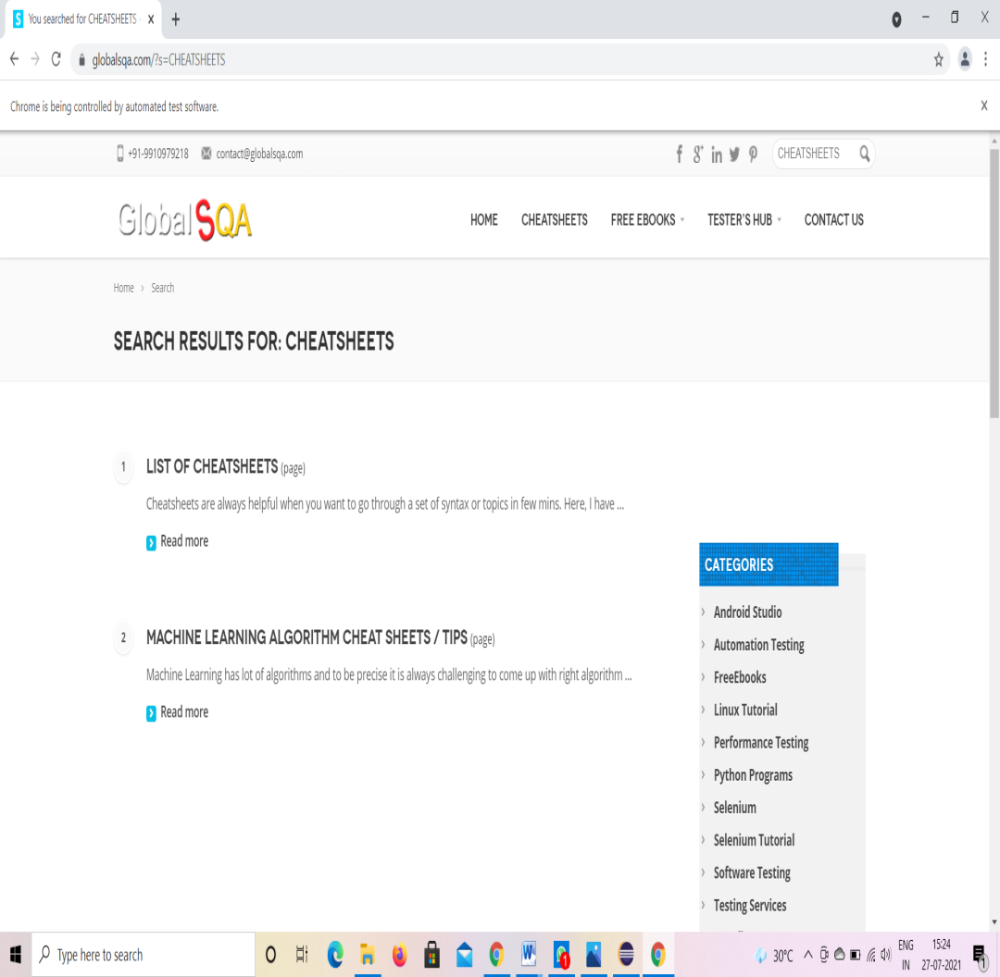 You searched for CHEATSHEETS
globalsqa.com/?s=CHEATSHEETS
Chrome is being controlled by automated test software.
+91-9910979218 contact@globalsqa.com CHEATSHEETS
GlobalSQA
HOME CHEATSHEETS FREE EBOOKS TESTER'S HUB CONTACT US
Home › Search
SEARCH RESULTS FOR: CHEATSHEETS
1 LIST OF CHEATSHEETS (page)
Cheatsheets are always helpful when you want to go through a set of syntax or topics in few mins. Here, I have ...
Read more
2 MACHINE LEARNING ALGORITHM CHEAT SHEETS / TIPS (page)
Machine Learning has lot of algorithms and to be precise it is always challenging to come up with right algorithm ...
Read more
CATEGORIES
Android Studio
Automation Testing
FreeEbooks
Linux Tutorial
Performance Testing
Python Programs
Selenium
Selenium Tutorial
Software Testing
Testing Services
Type here to search
30°C
ENG
IN
15:24
27-07-2021
1
1